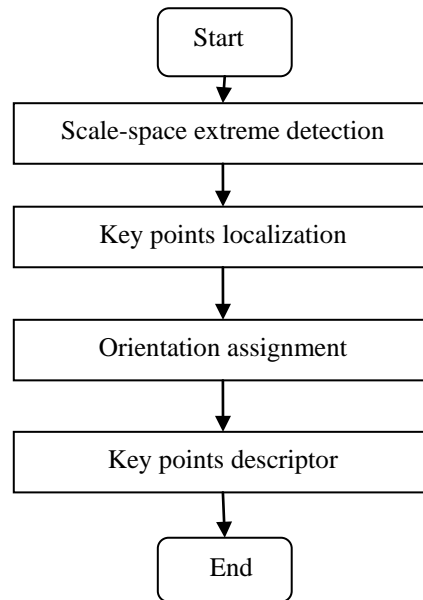 Start
Scale-space extreme detection
Key points localization
Orientation assignment
Key points descriptor
End